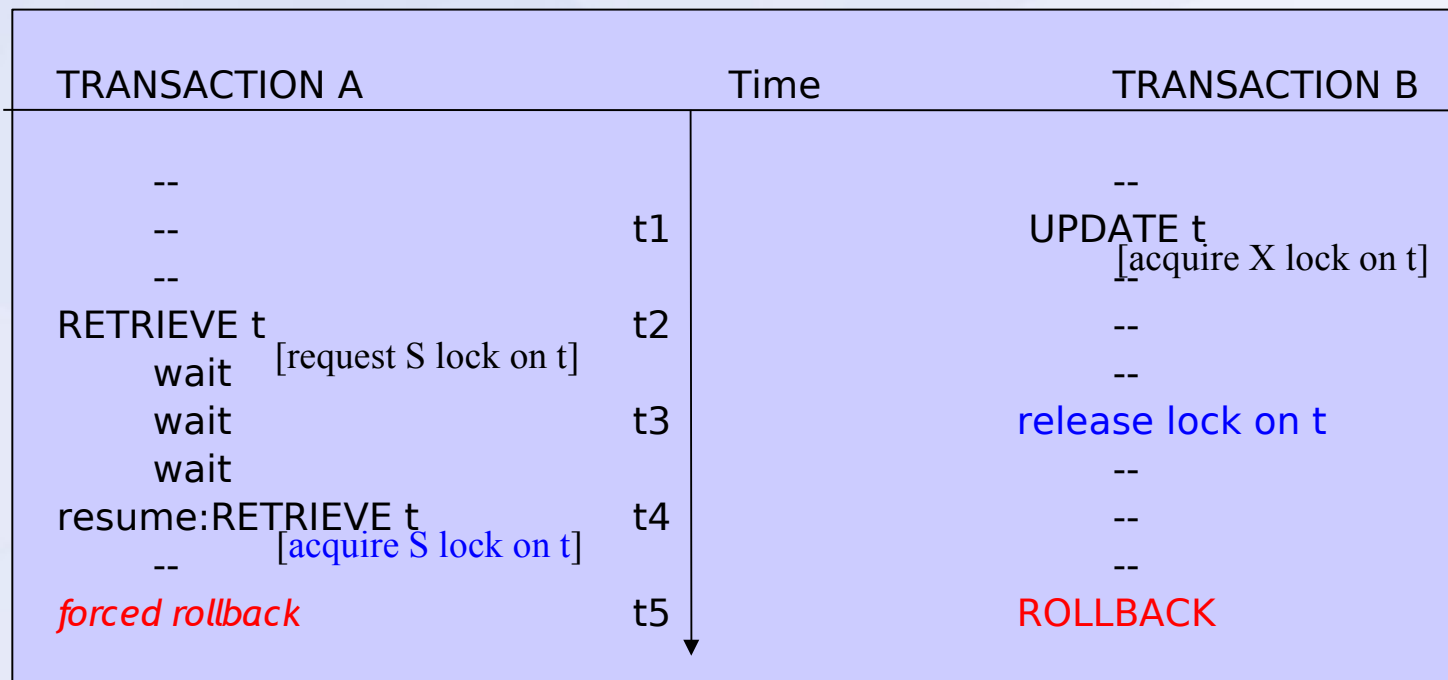 TRANSACTION A Time TRANSACTION B
-- --
-- t1 UPDATE t
[acquire X lock on t]
-- --
RETRIEVE t t2 --
[request S lock on t]
wait --
wait t3 release lock on t
wait --
resume:RETRIEVE t t4 --
[acquire S lock on t]
-- --
forced rollback t5 ROLLBACK